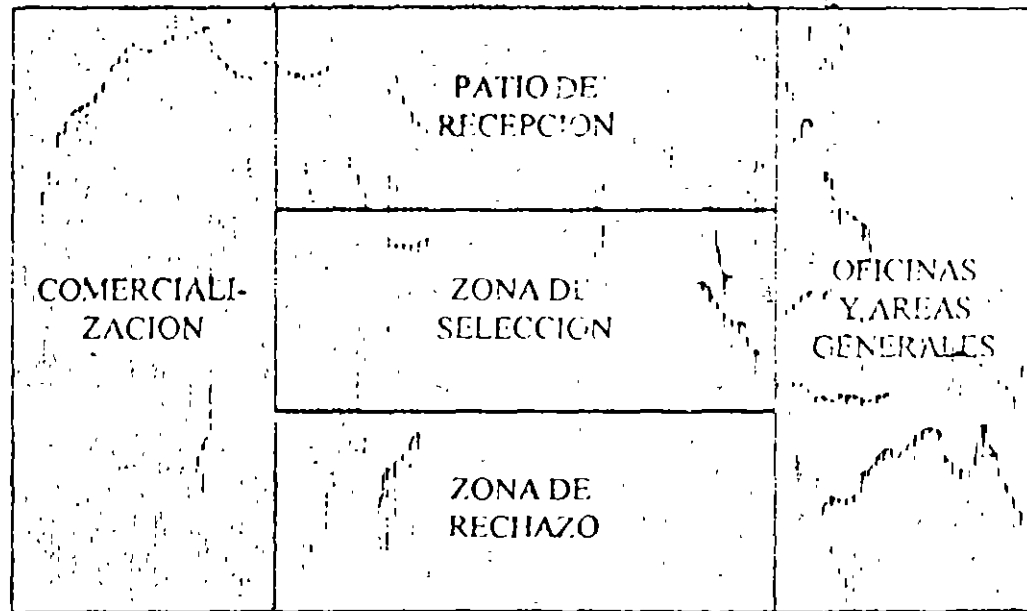 PATIO DE
RECEPCION
COMERCIALI-
ZACION
ZONA DE
SELECCION
OFICINAS
Y AREAS
GENERALES
ZONA DE
RECHAZO